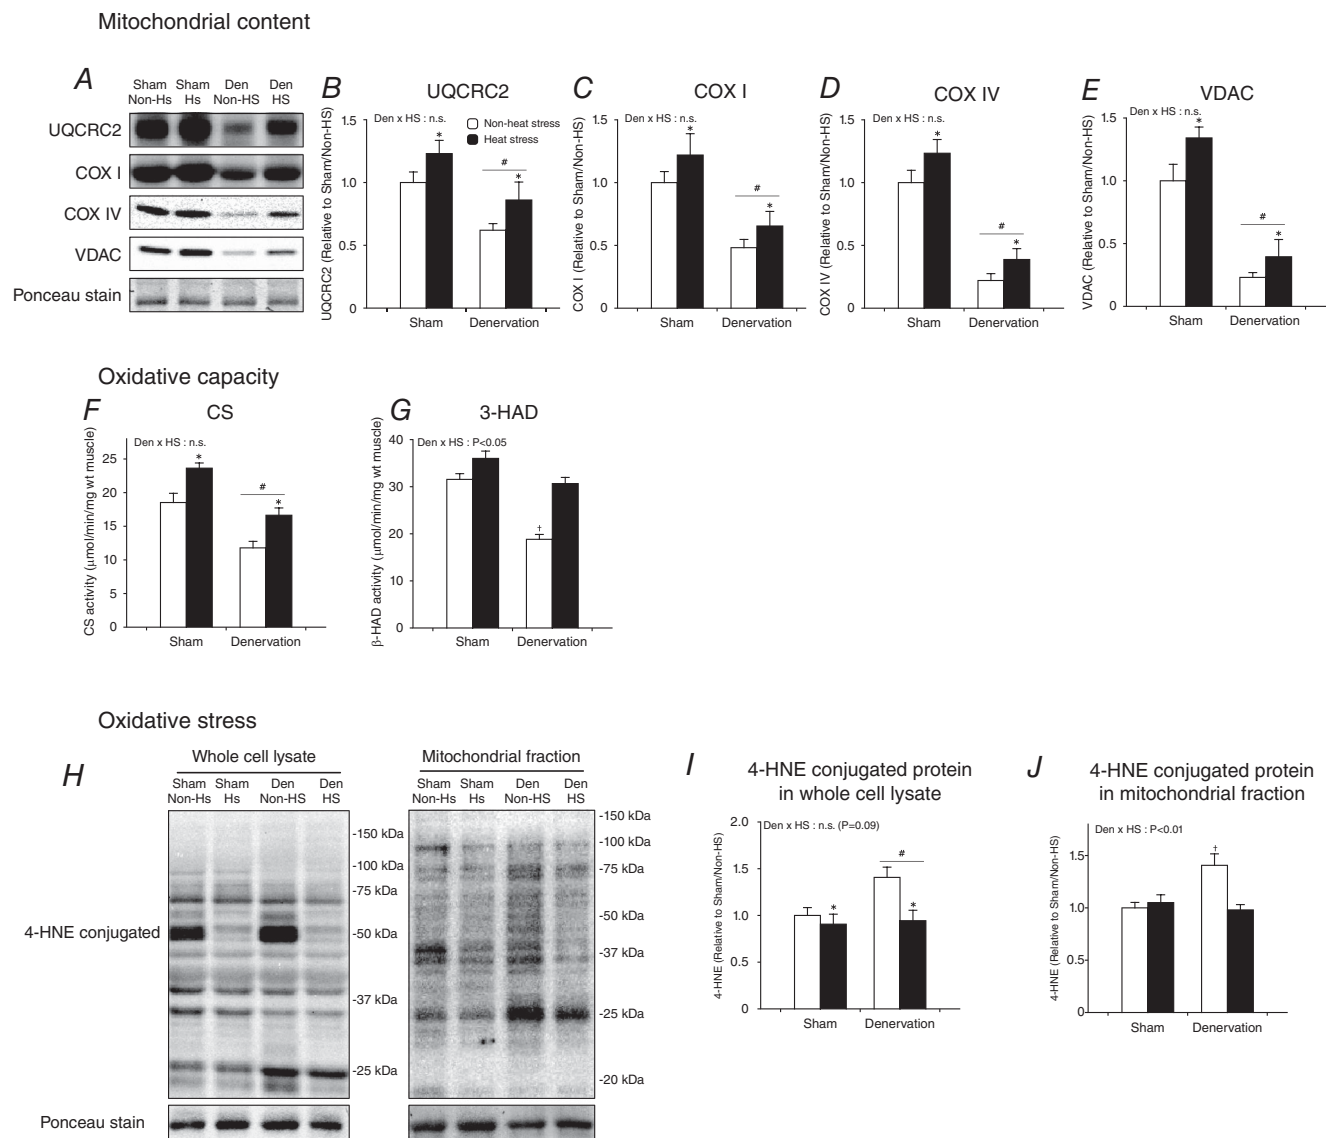 Mitochondrial content
A
Sham Sham Den Den
Non-Hs Hs Non-HS HS
UQCRC2
COX I
COX IV
VDAC
Ponceau stain
B
UQCRC2
Den x HS : n.s.
Non-heat stress
Heat stress
UQCRC2 (Relative to Sham/Non-HS)
1.5
1.0
0.5
0
* # *
Sham Denervation
C
COX I
Den x HS : n.s.
COX I (Relative to Sham/Non-HS)
1.5
1.0
0.5
0
* # *
Sham Denervation
D
COX IV
Den x HS : n.s.
COX IV (Relative to Sham/Non-HS)
1.5
1.0
0.5
0
* # *
Sham Denervation
E
VDAC
Den x HS : n.s.
VDAC (Relative to Sham/Non-HS)
1.5
1.0
0.5
0
* # *
Sham Denervation
Oxidative capacity
F
CS
Den x HS : n.s.
CS activity (μmol/min/mg wt muscle)
25
20
15
10
5
0
* # *
Sham Denervation
G
3-HAD
Den x HS : P<0.05
β-HAD activity (μmol/min/mg wt muscle)
40
30
20
10
0
†
Sham Denervation
Oxidative stress
H
Whole cell lysate
Sham Sham Den Den
Non-Hs Hs Non-HS HS
-150 kDa
-100 kDa
-75 kDa
-50 kDa
-37 kDa
-25 kDa
4-HNE conjugated
Ponceau stain
Mitochondrial fraction
Sham Sham Den Den
Non-Hs Hs Non-HS HS
-150 kDa
-100 kDa
-75 kDa
-50 kDa
-37 kDa
-25 kDa
-20 kDa
I
4-HNE conjugated protein
in whole cell lysate
Den x HS : n.s. (P=0.09)
4-HNE (Relative to Sham/Non-HS)
2.0
1.5
1.0
0.5
0
* # *
Sham Denervation
J
4-HNE conjugated protein
in mitochondrial fraction
Den x HS : P<0.01
4-HNE (Relative to Sham/Non-HS)
1.5
1.0
0.5
0
†
Sham Denervation